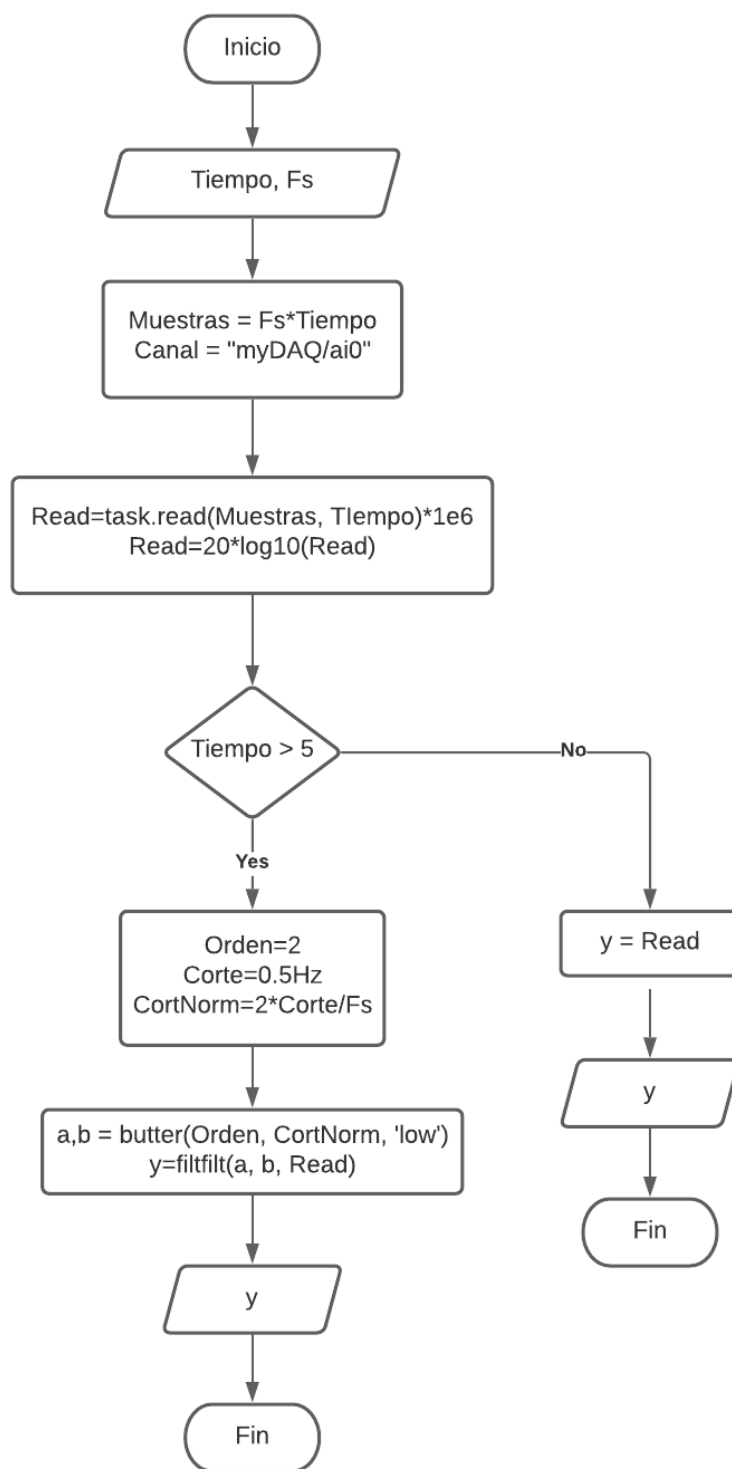 Inicio
Tiempo, Fs
Muestras = Fs*Tiempo
Canal = "myDAQ/ai0"
Read=task.read(Muestras, TIempo)*1e6
Read=20*log10(Read)
Tiempo > 5
No
Yes
Orden=2
Corte=0.5Hz
CortNorm=2*Corte/Fs
y = Read
a,b = butter(Orden, CortNorm, 'low')
y=filtfilt(a, b, Read)
y
Fin
y
Fin